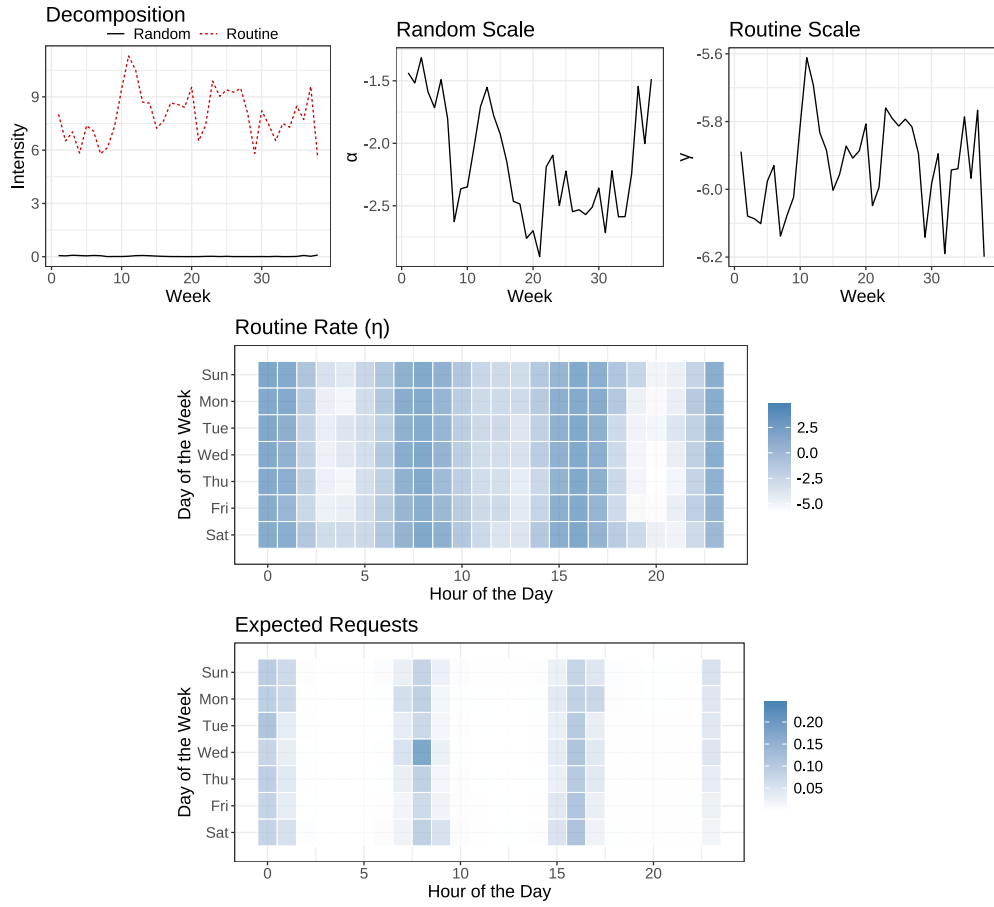 Decomposition
Random Routine
Intensity
9
6
3
0
0 10 20 30
Week
Random Scale
α
-1.5
-2.0
-2.5
0 10 20 30
Week
Routine Scale
γ
-5.6
-5.8
-6.0
-6.2
0 10 20 30
Week
Routine Rate (η)
Day of the Week
Sun
Mon
Tue
Wed
Thu
Fri
Sat
0 5 10 15 20
Hour of the Day
2.5
0.0
-2.5
-5.0
Expected Requests
Day of the Week
Sun
Mon
Tue
Wed
Thu
Fri
Sat
0 5 10 15 20
Hour of the Day
0.20
0.15
0.10
0.05